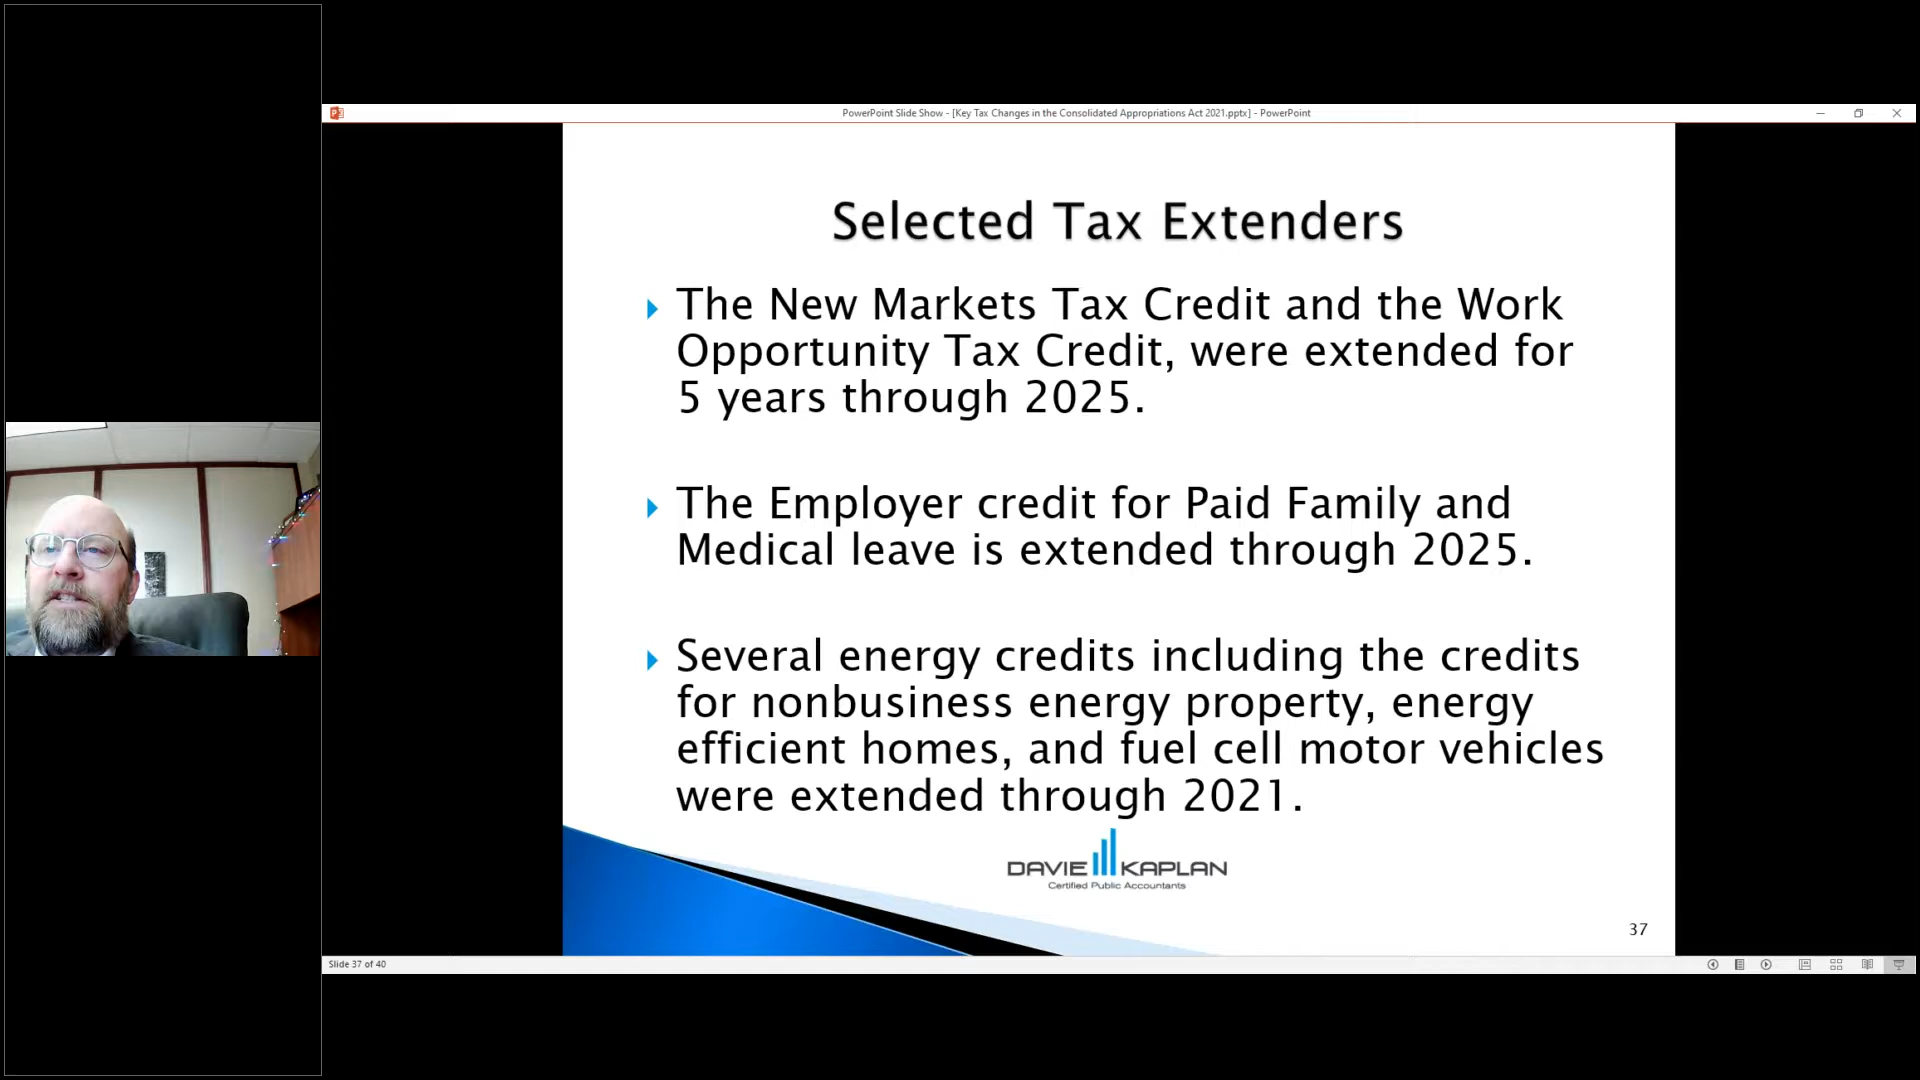 PowerPoint Slide Show - [Key Tax Changes in the Consolidated Appropriations Act 2021.pptx] - PowerPoint
Selected Tax Extenders
The New Markets Tax Credit and the Work
Opportunity Tax Credit, were extended for
5 years through 2025.
The Employer credit for Paid Family and
Medical leave is extended through 2025.
Several energy credits including the credits
for nonbusiness energy property, energy
efficient homes, and fuel cell motor vehicles
were extended through 2021.
DAVIE KAPLAN
Certified Public Accountants
37
Slide 37 of 40